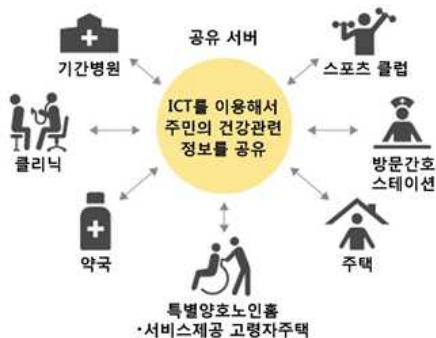 공유 서버
기간병원
스포츠 클럽
ICT를 이용해서
주민의 건강관련
정보를 공유
클리닉
방문간호
스테이션
약국
주택
특별양호노인홈
·서비스제공 고령자주택